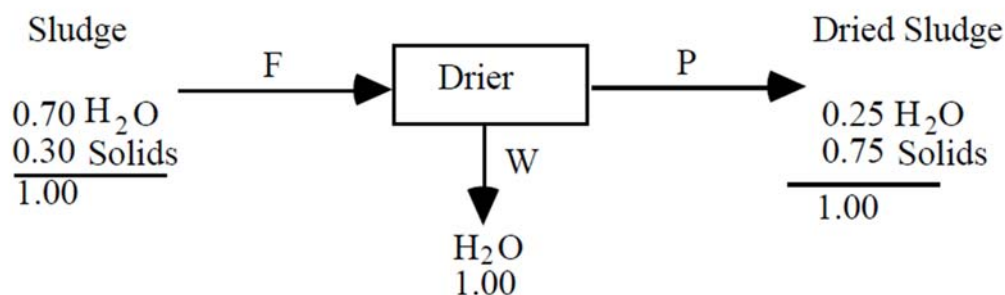 Sludge
F
0.70 H₂O
0.30 Solids
1.00
Drier
W
H₂O
1.00
P
Dried Sludge
0.25 H₂O
0.75 Solids
1.00